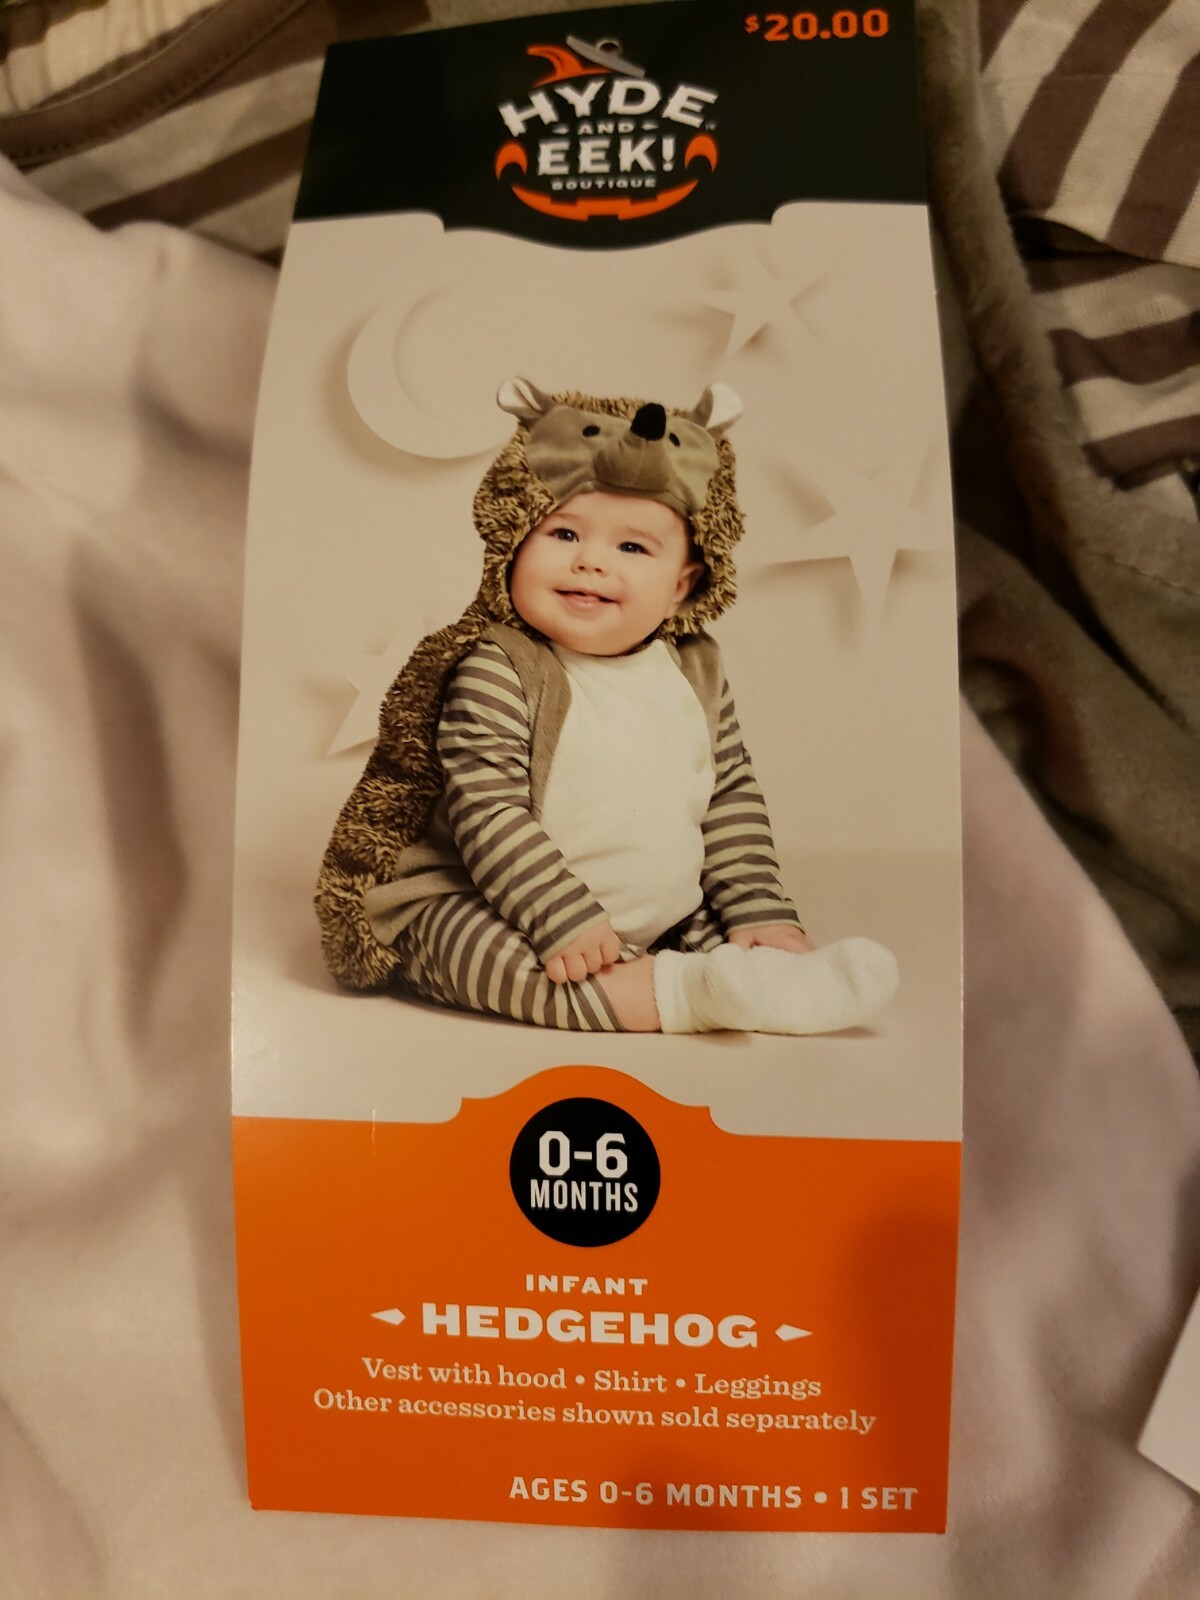 $20.00
HYDE
AND
EEK!
BOUTIQUE
0-6
MONTHS
INFANT
HEDGEHOG
Vest with hood • Shirt • Leggings
Other accessories shown sold separately
AGES 0-6 MONTHS • 1 SET